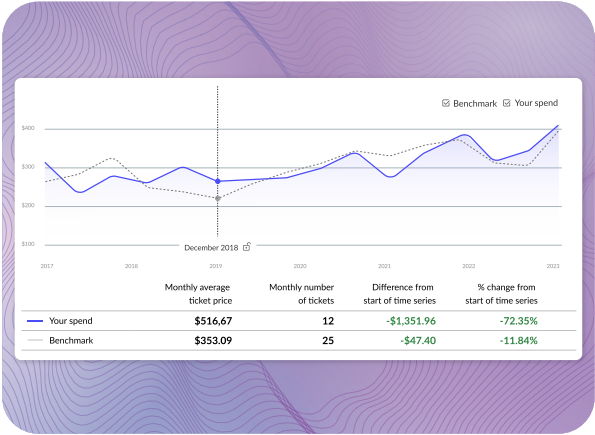 Benchmark Your spend
$400
$300
$200
$100
December 2018
2017 2018 2019 2020 2021 2022 2023
Monthly average ticket price Monthly number of tickets Difference from start of time series % change from start of time series
Your spend $516,67 12 -$1,351.96 -72.35%
Benchmark $353.09 25 -$47.40 -11.84%